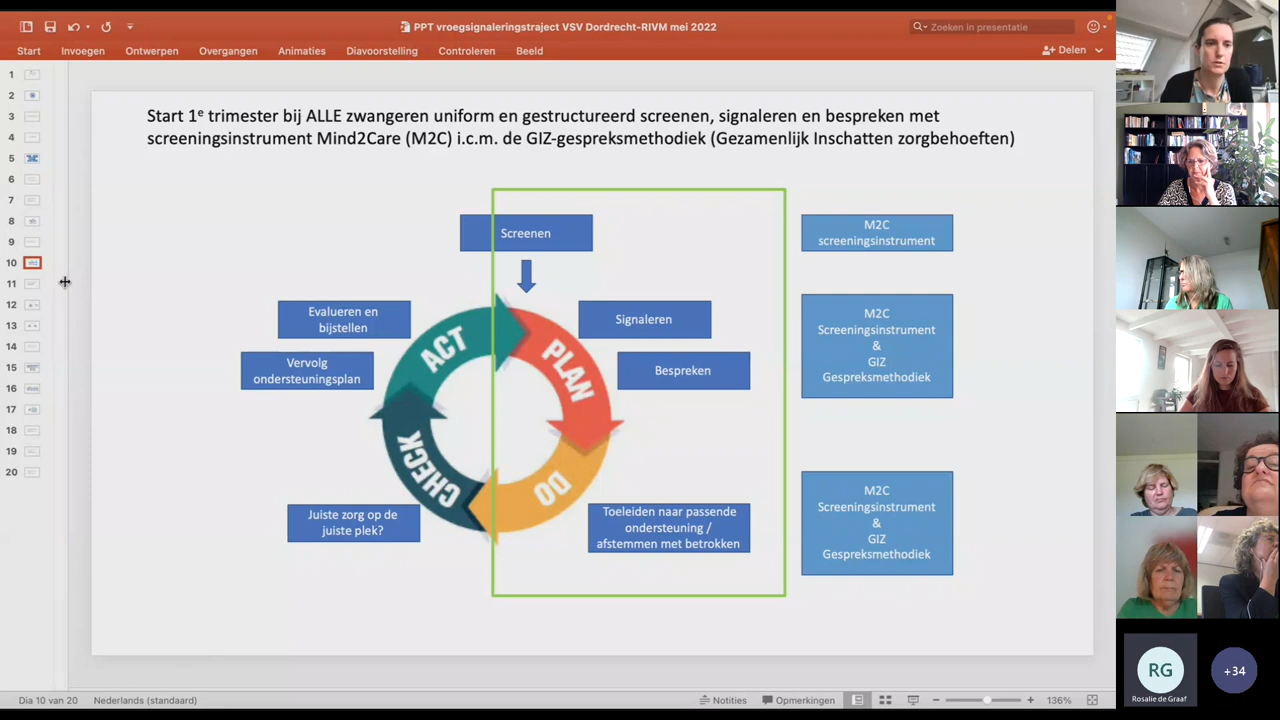 PPT vroegsignaleringstraject VSV Dordrecht-RIVM mei 2022
Zoeken in presentatie
Start Invoegen Ontwerpen Overgangen Animaties Diavoorstelling Controleren Beeld
Delen
1
2
3
4
5
6
7
8
9
10
11
12
13
14
15
16
17
18
19
20
Start 1e trimester bij ALLE zwangeren uniform en gestructureerd screenen, signaleren en bespreken met
screeningsinstrument Mind2Care (M2C) i.c.m. de GIZ-gespreksmethodiek (Gezamenlijk Inschatten zorgbehoeften)
Screenen
M2C
screeningsinstrument
Evalueren en
bijstellen
Signaleren
Vervolg
ondersteuningsplan
Bespreken
ACT
PLAN
CHECK
DO
M2C
Screeningsinstrument
&
GIZ
Gespreksmethodiek
Juiste zorg op de
juiste plek?
Toeleiden naar passende
ondersteuning /
afstemmen met betrokken
M2C
Screeningsinstrument
&
GIZ
Gespreksmethodiek
RG
Rosalie de Graaf
+34
Dia 10 van 20 Nederlands (standaard) Notities Opmerkingen 136%